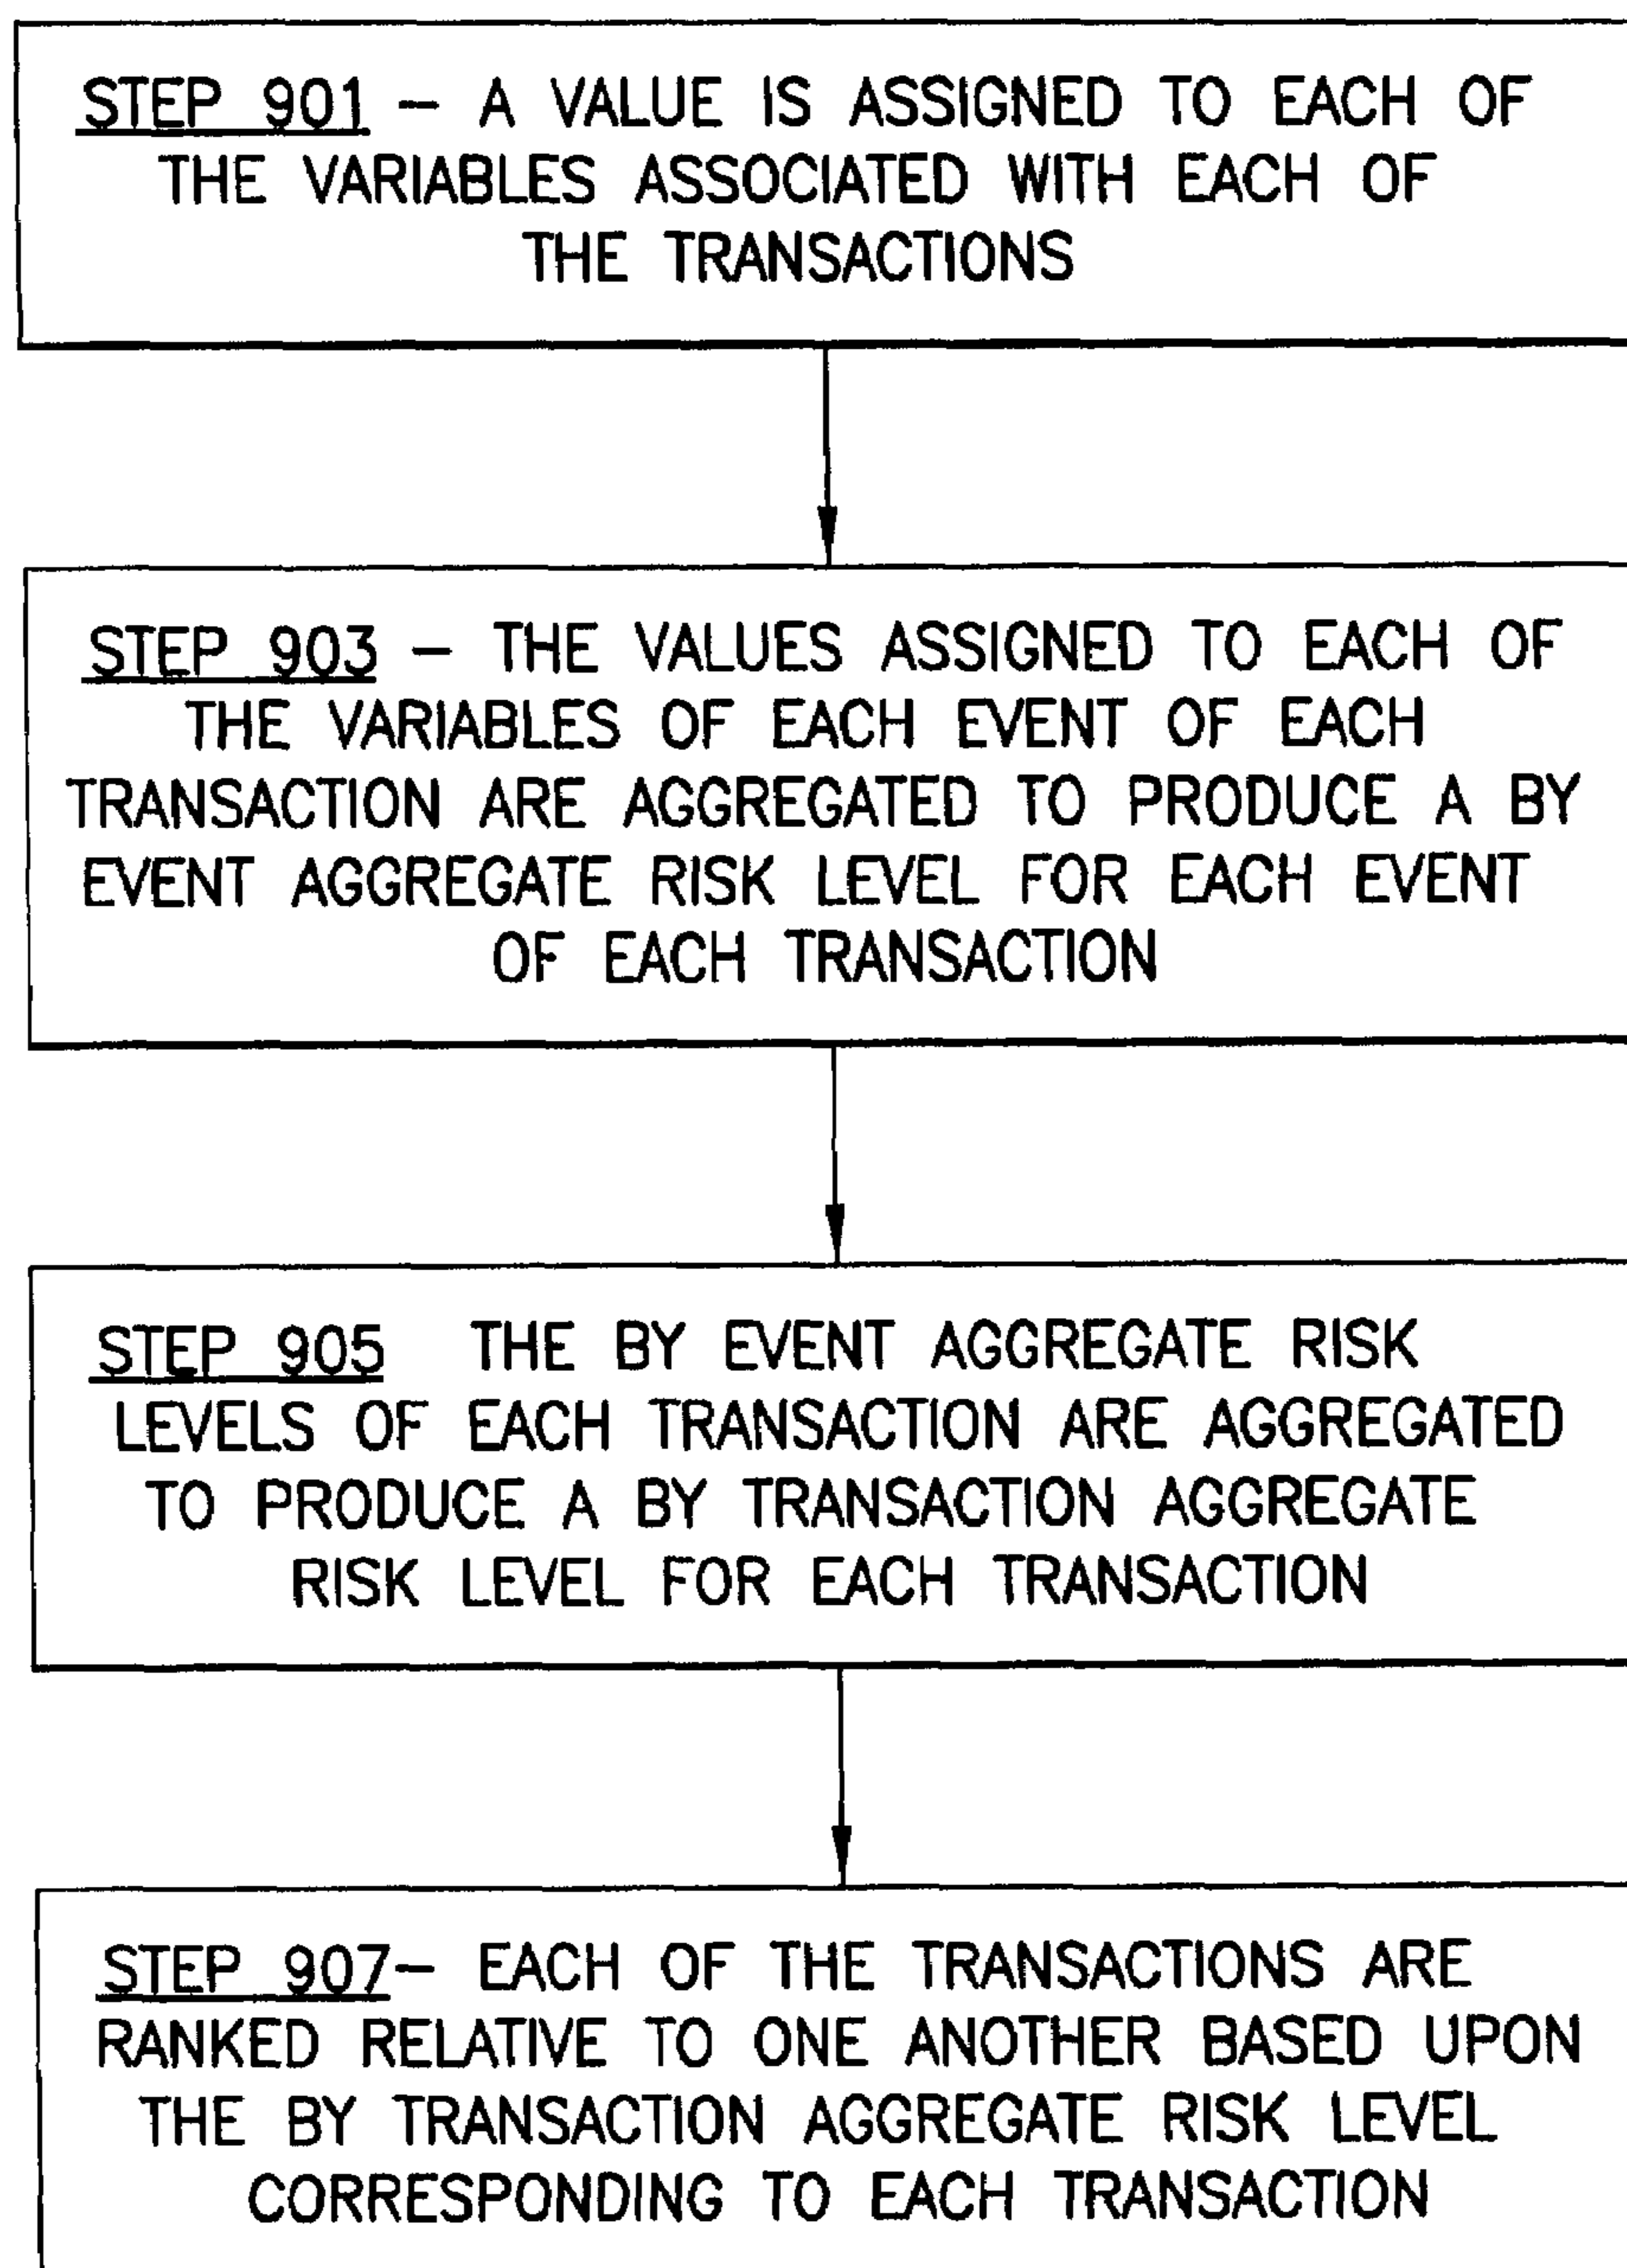 STEP 901 – A VALUE IS ASSIGNED TO EACH OF
THE VARIABLES ASSOCIATED WITH EACH OF
THE TRANSACTIONS
STEP 903 – THE VALUES ASSIGNED TO EACH OF
THE VARIABLES OF EACH EVENT OF EACH
TRANSACTION ARE AGGREGATED TO PRODUCE A BY
EVENT AGGREGATE RISK LEVEL FOR EACH EVENT
OF EACH TRANSACTION
STEP 905 THE BY EVENT AGGREGATE RISK
LEVELS OF EACH TRANSACTION ARE AGGREGATED
TO PRODUCE A BY TRANSACTION AGGREGATE
RISK LEVEL FOR EACH TRANSACTION
STEP 907– EACH OF THE TRANSACTIONS ARE
RANKED RELATIVE TO ONE ANOTHER BASED UPON
THE BY TRANSACTION AGGREGATE RISK LEVEL
CORRESPONDING TO EACH TRANSACTION